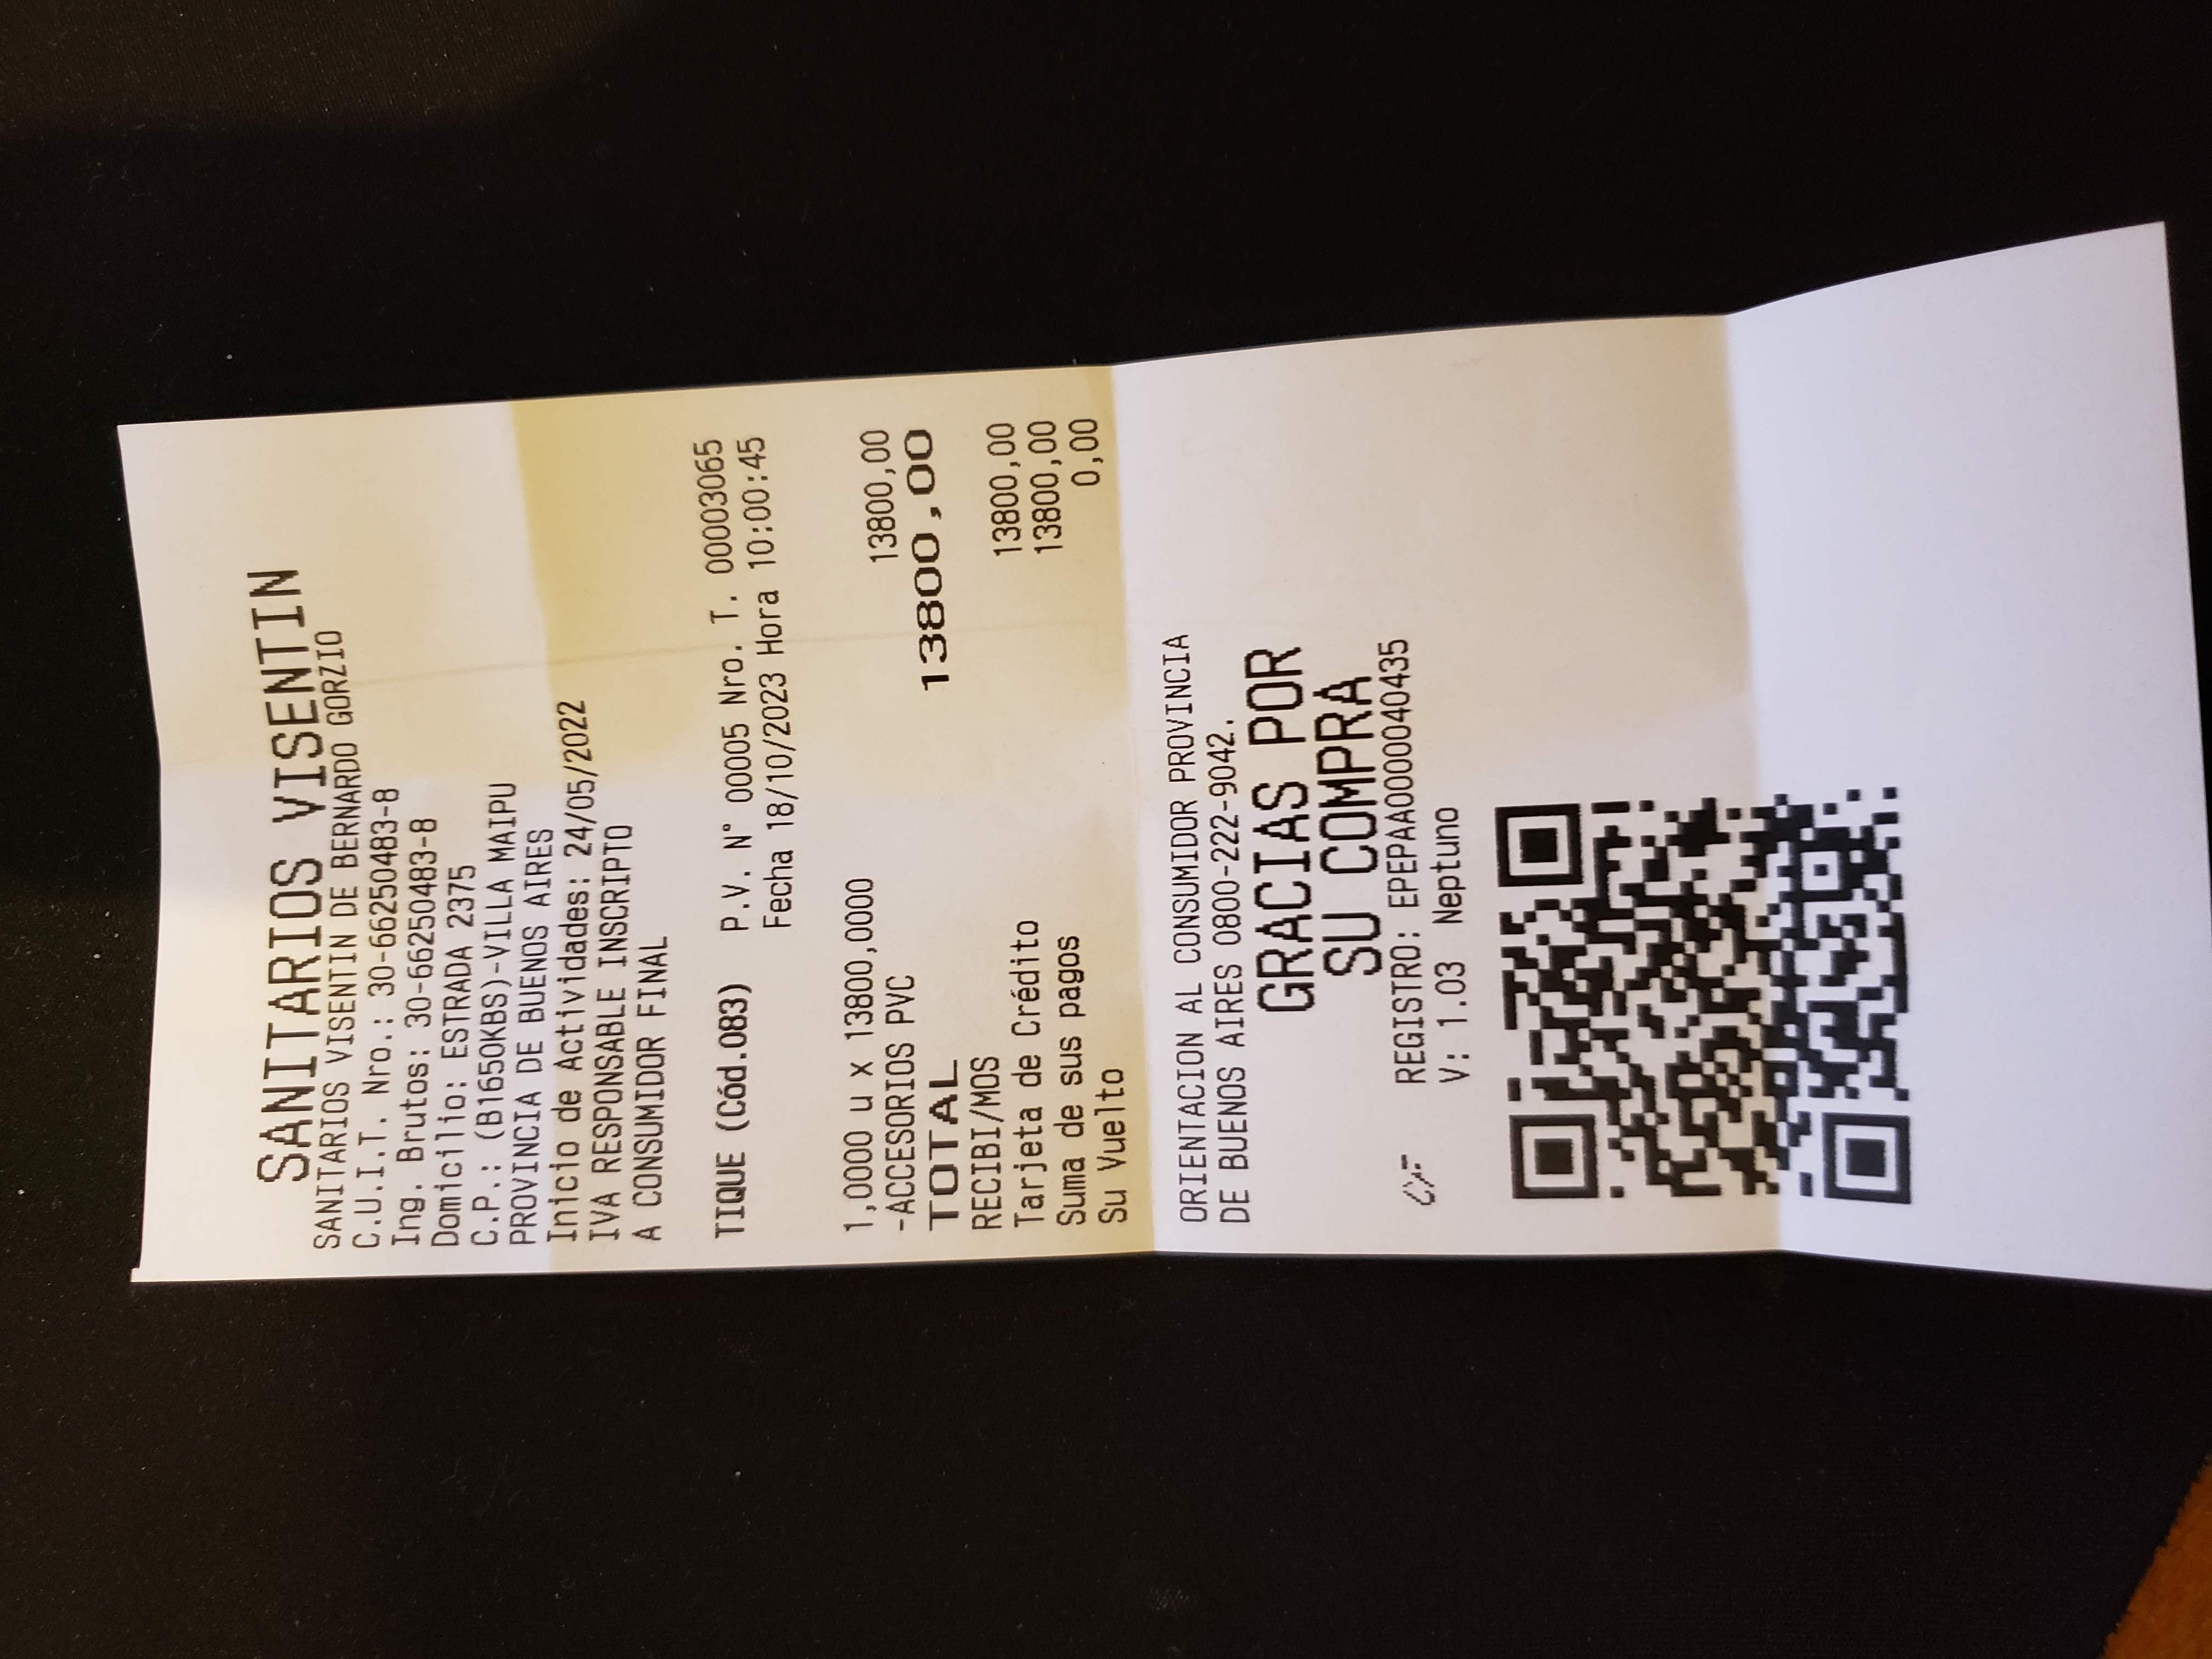 SANITARIOS VISENTIN
SANITARIOS VISENTIN DE BERNARDO GORZIO
C.U.I.T. Nro.: 30-66250483-8
Ing. Brutos: 30-66250483-8
Domicilio: ESTRADA 2375
C.P.: (B1650KBS)-VILLA MAIPU
PROVINCIA DE BUENOS AIRES
Inicio de Actividades: 24/05/2022
IVA RESPONSABLE INSCRIPTO
A CONSUMIDOR FINAL
TIQUE (Cód.083) P.V. N° 00005 Nro. T. 00003065
Fecha 18/10/2023 Hora 10:00:45
1,0000 u x 13800,0000
-ACCESORIOS PVC 13800,00
TOTAL 13800,00
RECIBI/MOS
Tarjeta de Crédito 13800,00
Suma de sus pagos 13800,00
Su Vuelto 0,00
ORIENTACION AL CONSUMIDOR PROVINCIA
DE BUENOS AIRES 0800-222-9042.
GRACIAS POR
SU COMPRA
CF REGISTRO: EPEPAA0000040435
V: 1.03 Neptuno